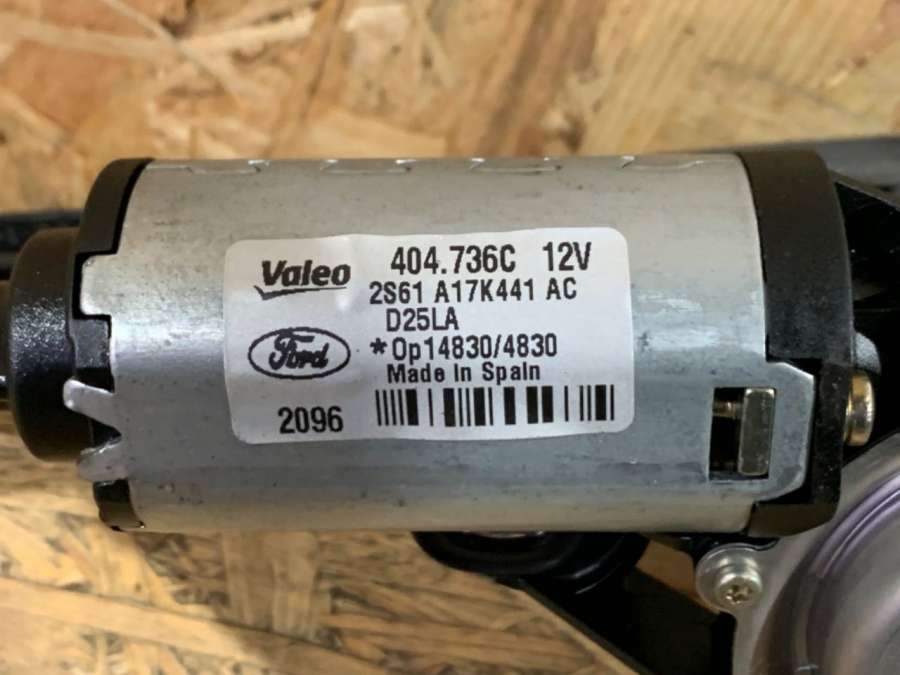 Valeo 404.736C 12V
2S61 A17K441 AC
D25LA
Ford *Op14830/4830
Made In Spain
2096